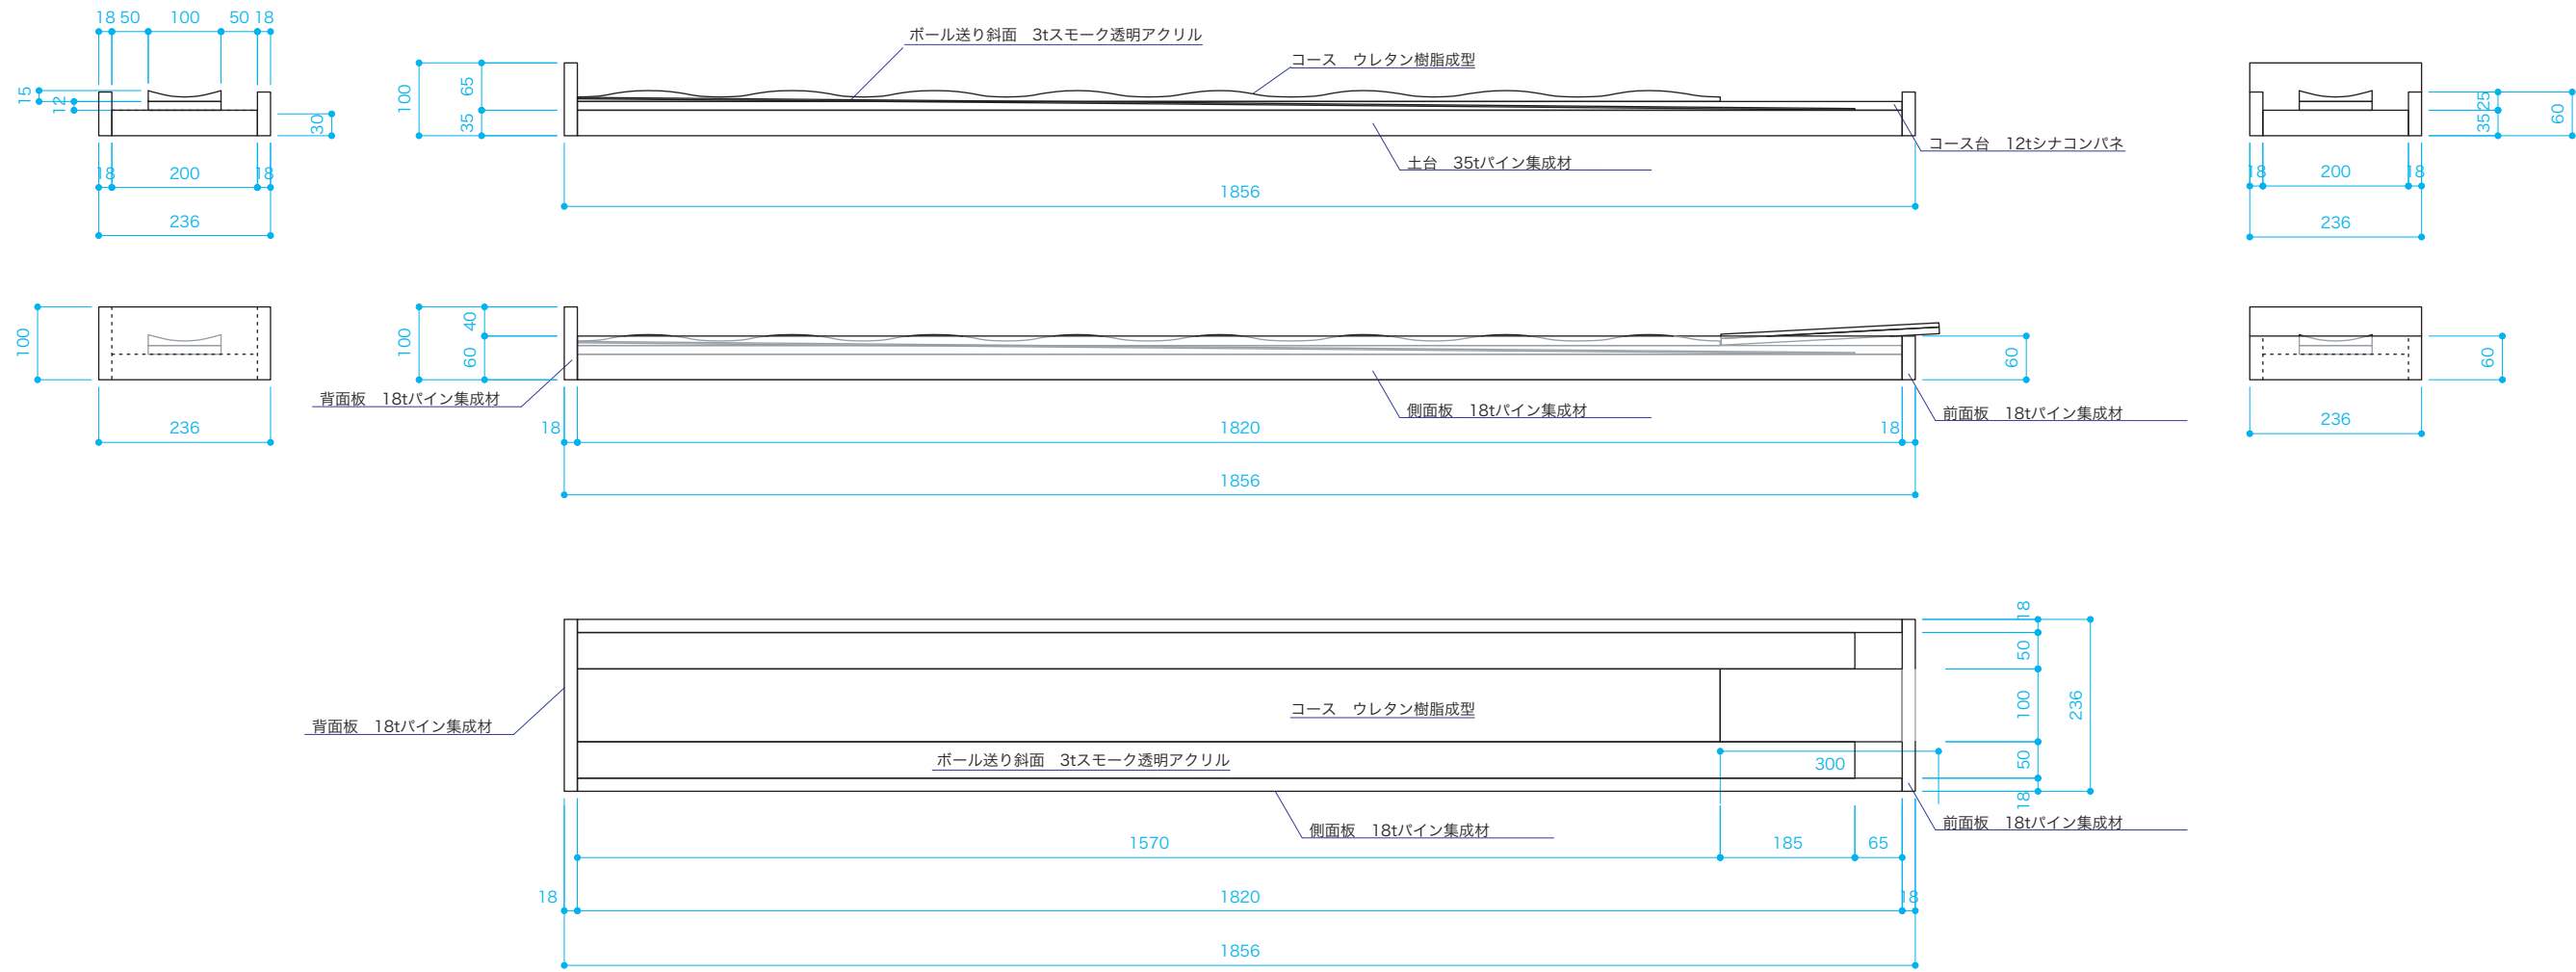 18 50 100 50 18
15
12
30
18 200 18
236
100
65
35
ボール送り斜面　3tスモーク透明アクリル
コース　ウレタン樹脂成型
コース台　12tシナコンパネ
土台　35tパイン集成材
1856
25
35
60
18 200 18
236
100
236
100
40
60
背面板　18tパイン集成材
側面板　18tパイン集成材
前面板　18tパイン集成材
60
18 1820 18
1856
60
236
背面板　18tパイン集成材
コース　ウレタン樹脂成型
ボール送り斜面　3tスモーク透明アクリル
側面板　18tパイン集成材
前面板　18tパイン集成材
300
18
50
100
50
18
236
1570 185 65
18 1820 18
1856